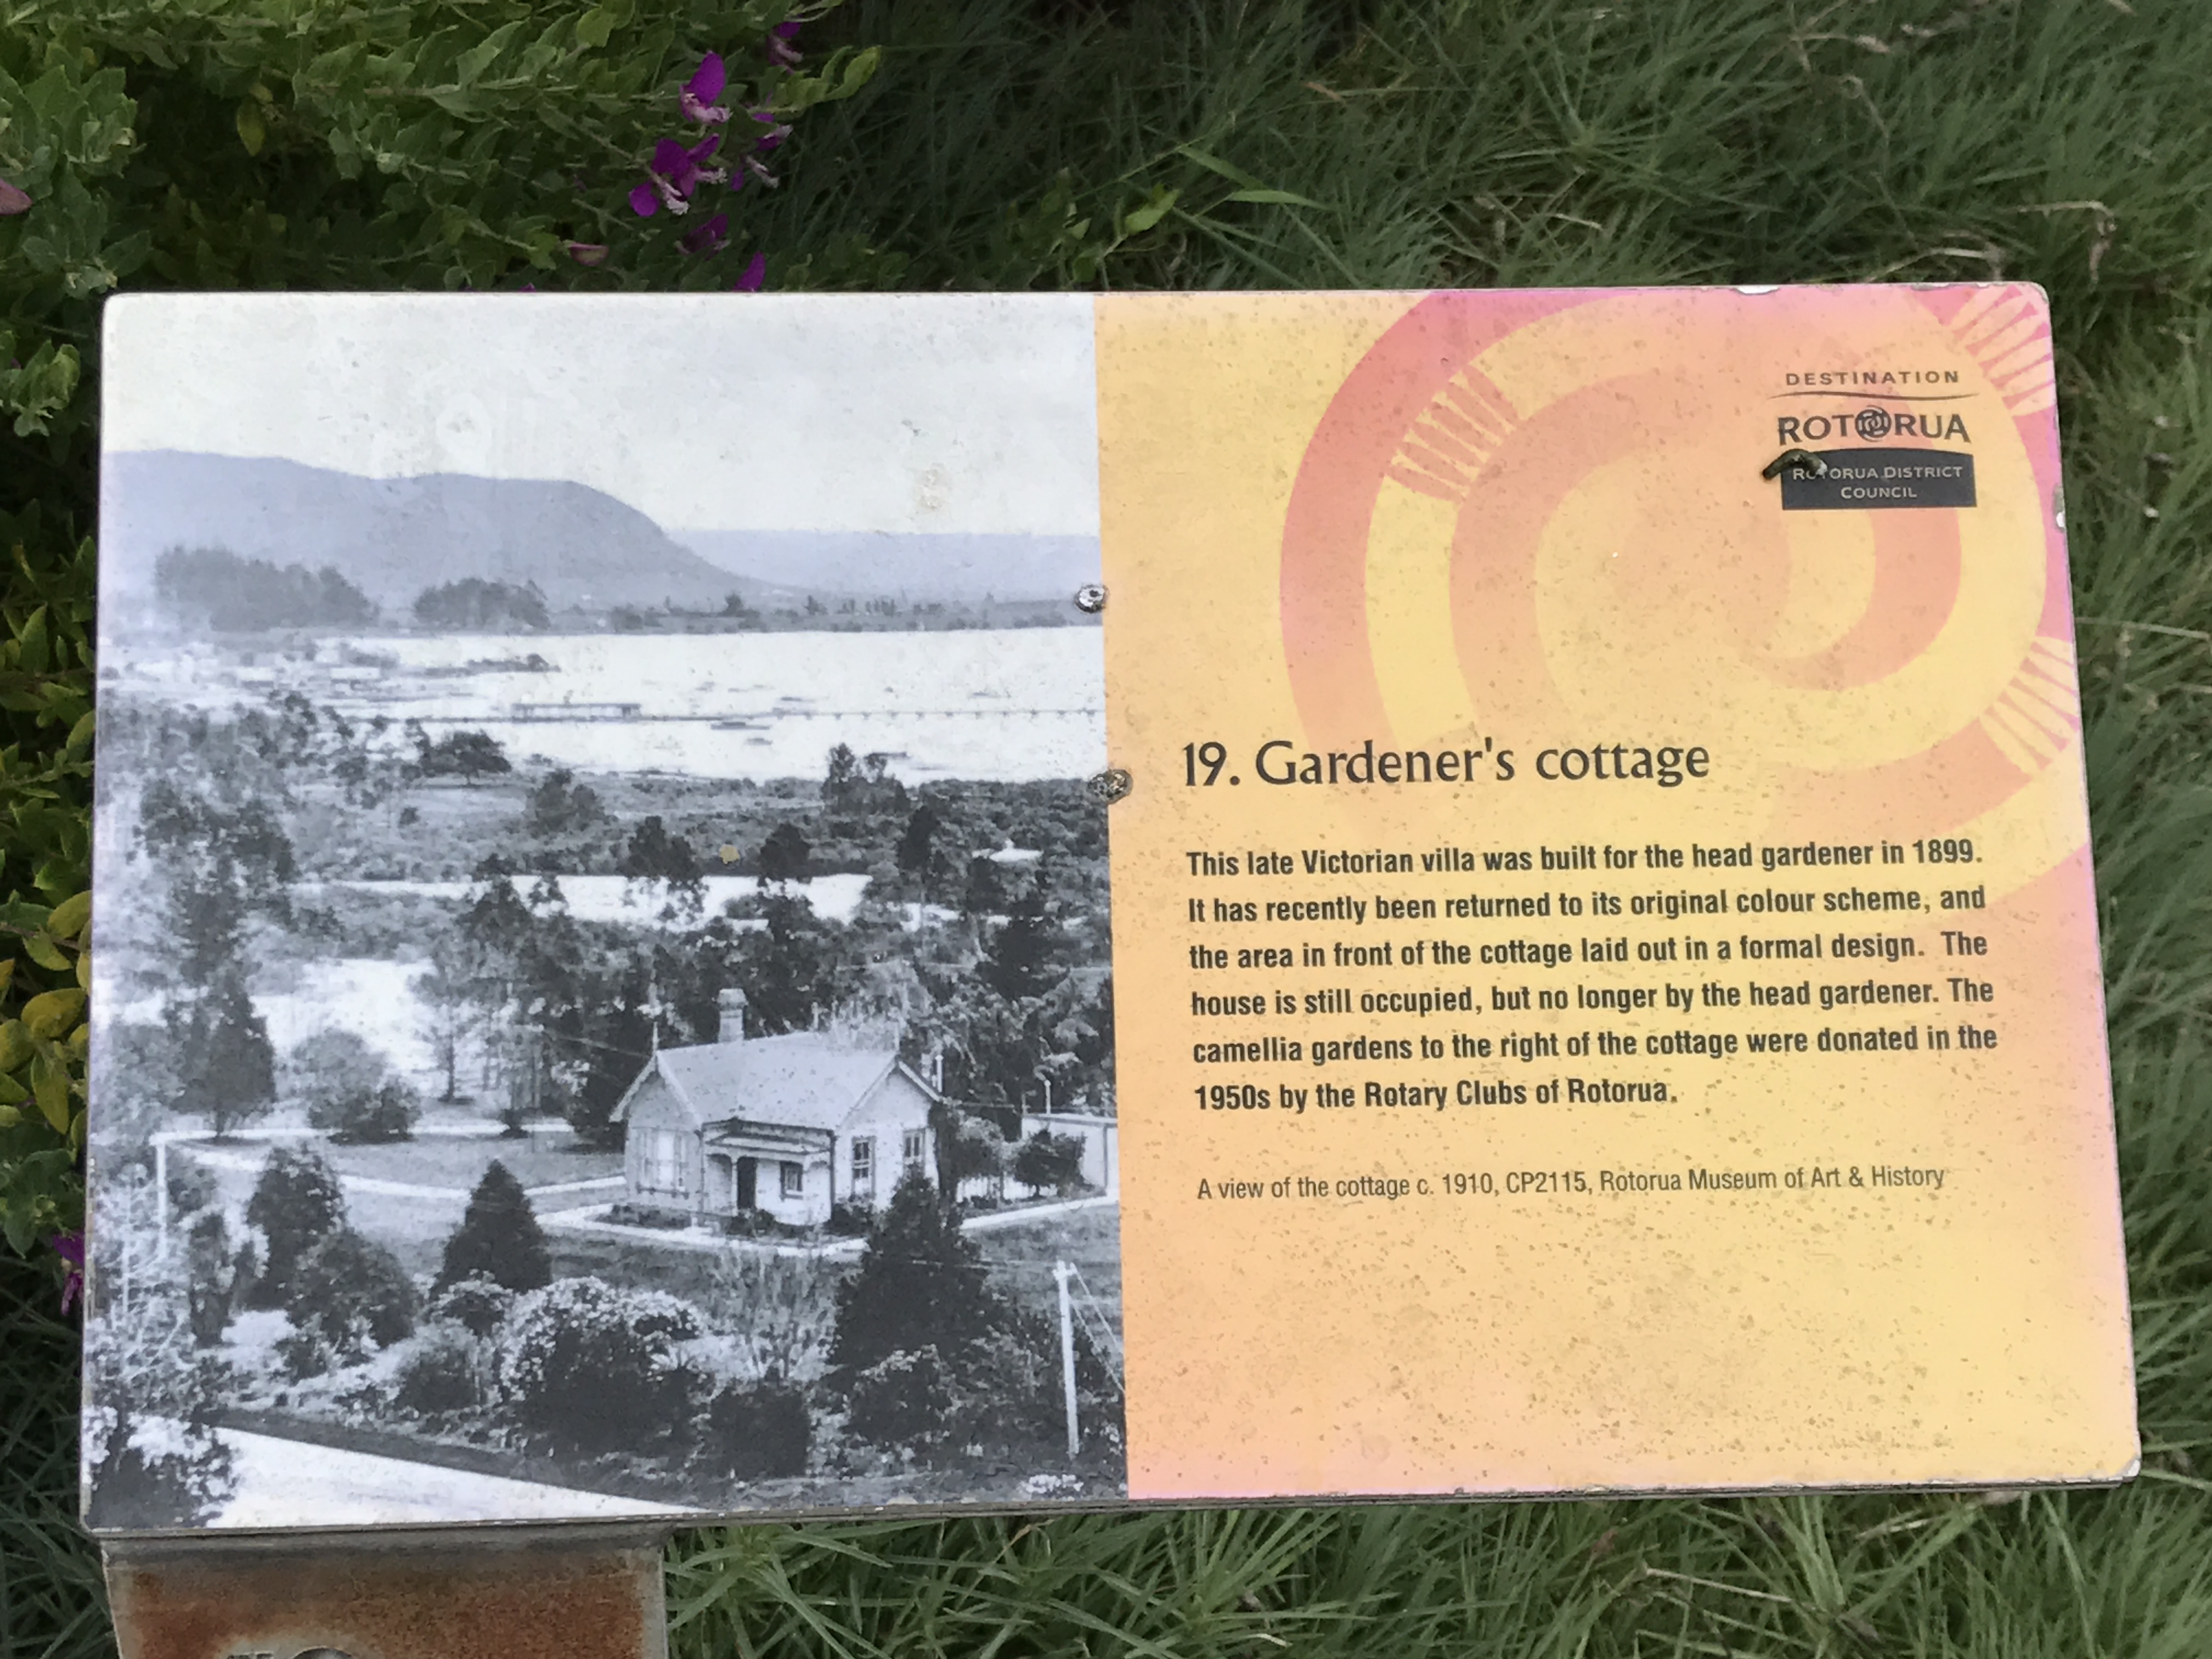 DESTINATION
ROTORUA
ROTORUA DISTRICT
COUNCIL
19. Gardener's cottage
This late Victorian villa was built for the head gardener in 1899.
It has recently been returned to its original colour scheme, and
the area in front of the cottage laid out in a formal design. The
house is still occupied, but no longer by the head gardener. The
camellia gardens to the right of the cottage were donated in the
1950s by the Rotary Clubs of Rotorua.
A view of the cottage c. 1910, CP2115, Rotorua Museum of Art & History